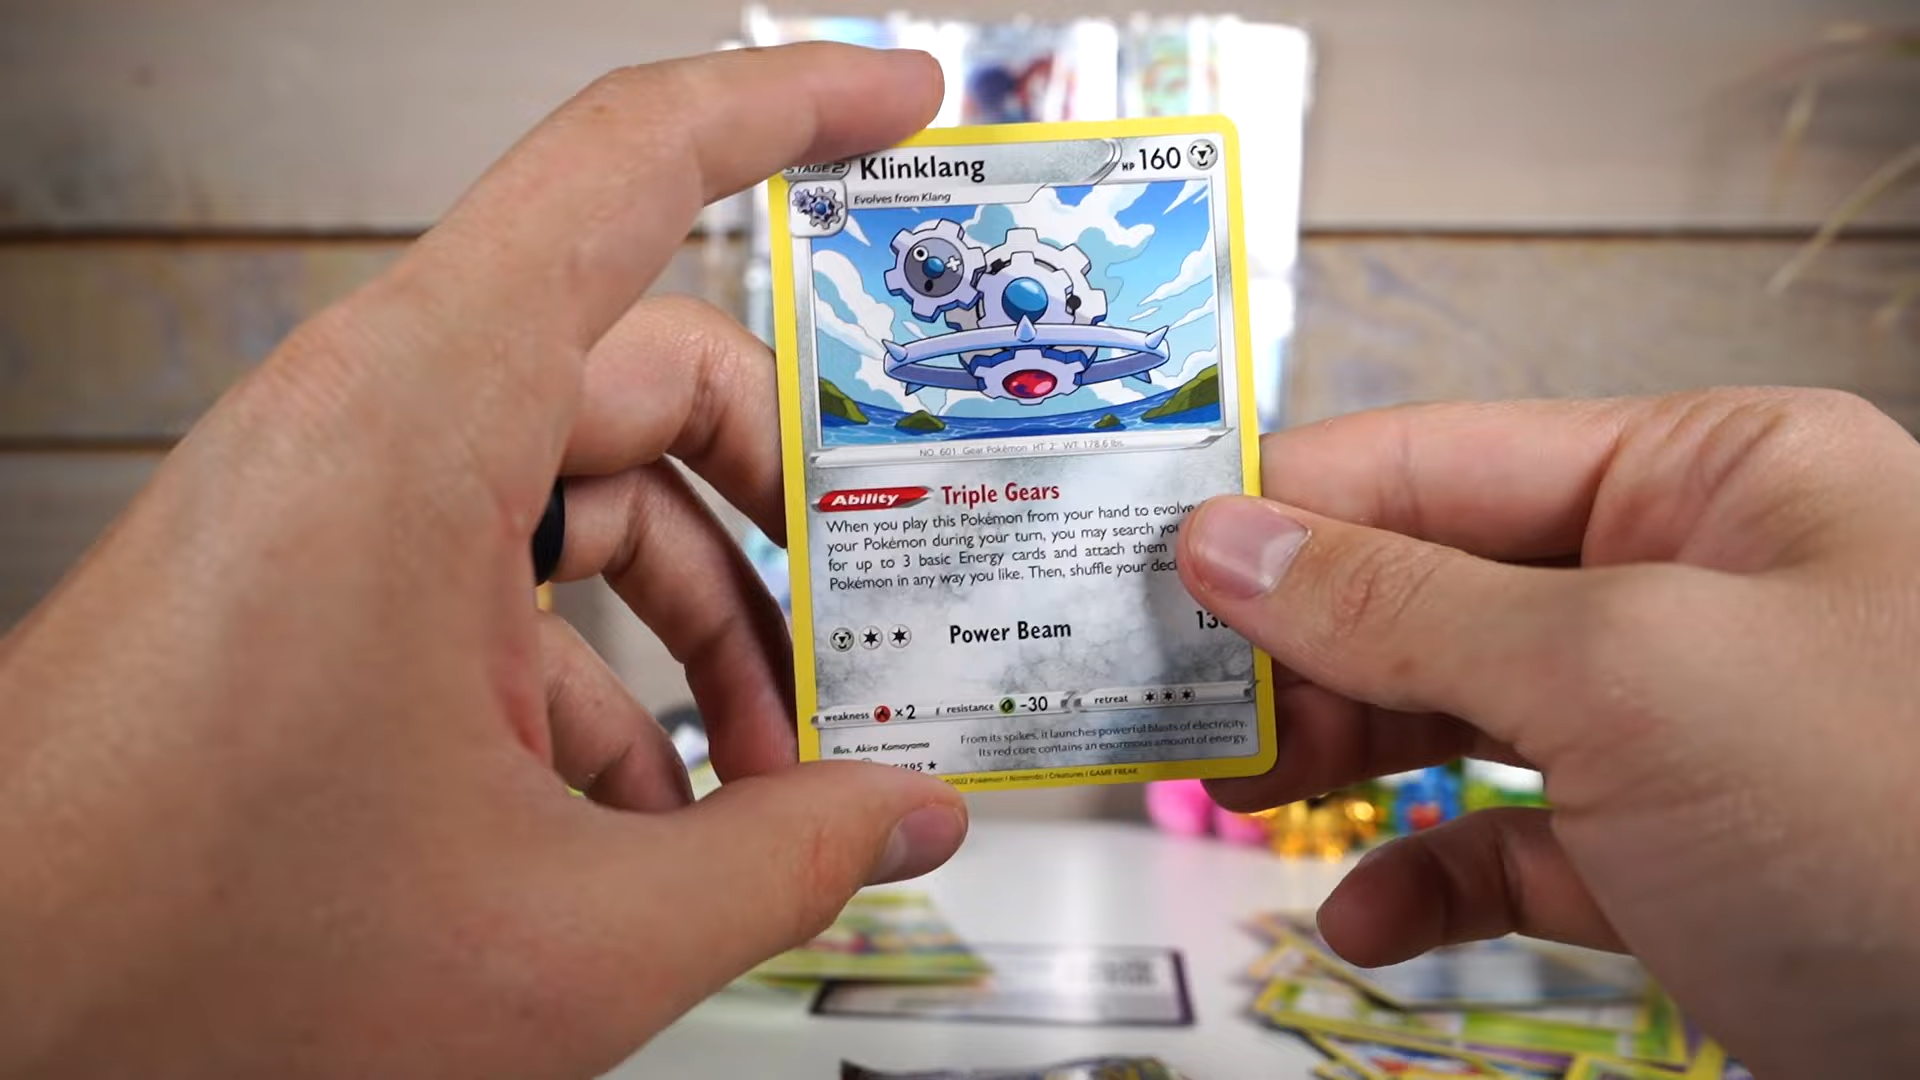 STAGE2 Klinklang HP 160
Evolves from Klang
NO. 601 Gear Pokémon HT: 2' WT: 178.6 lbs.
Ability Triple Gears
When you play this Pokémon from your hand to evolve
your Pokémon during your turn, you may search
for up to 3 basic Energy cards and attach them
Pokémon in any way you like. Then, shuffle your
Power Beam
weakness ×2 resistance -30 retreat
From its spikes, it launches powerful blasts of electricity.
Its red core contains an enormous amount of energy.
Illus. Akira Komayama
/195
©2022 Pokémon / Nintendo / Creatures / GAME FREAK